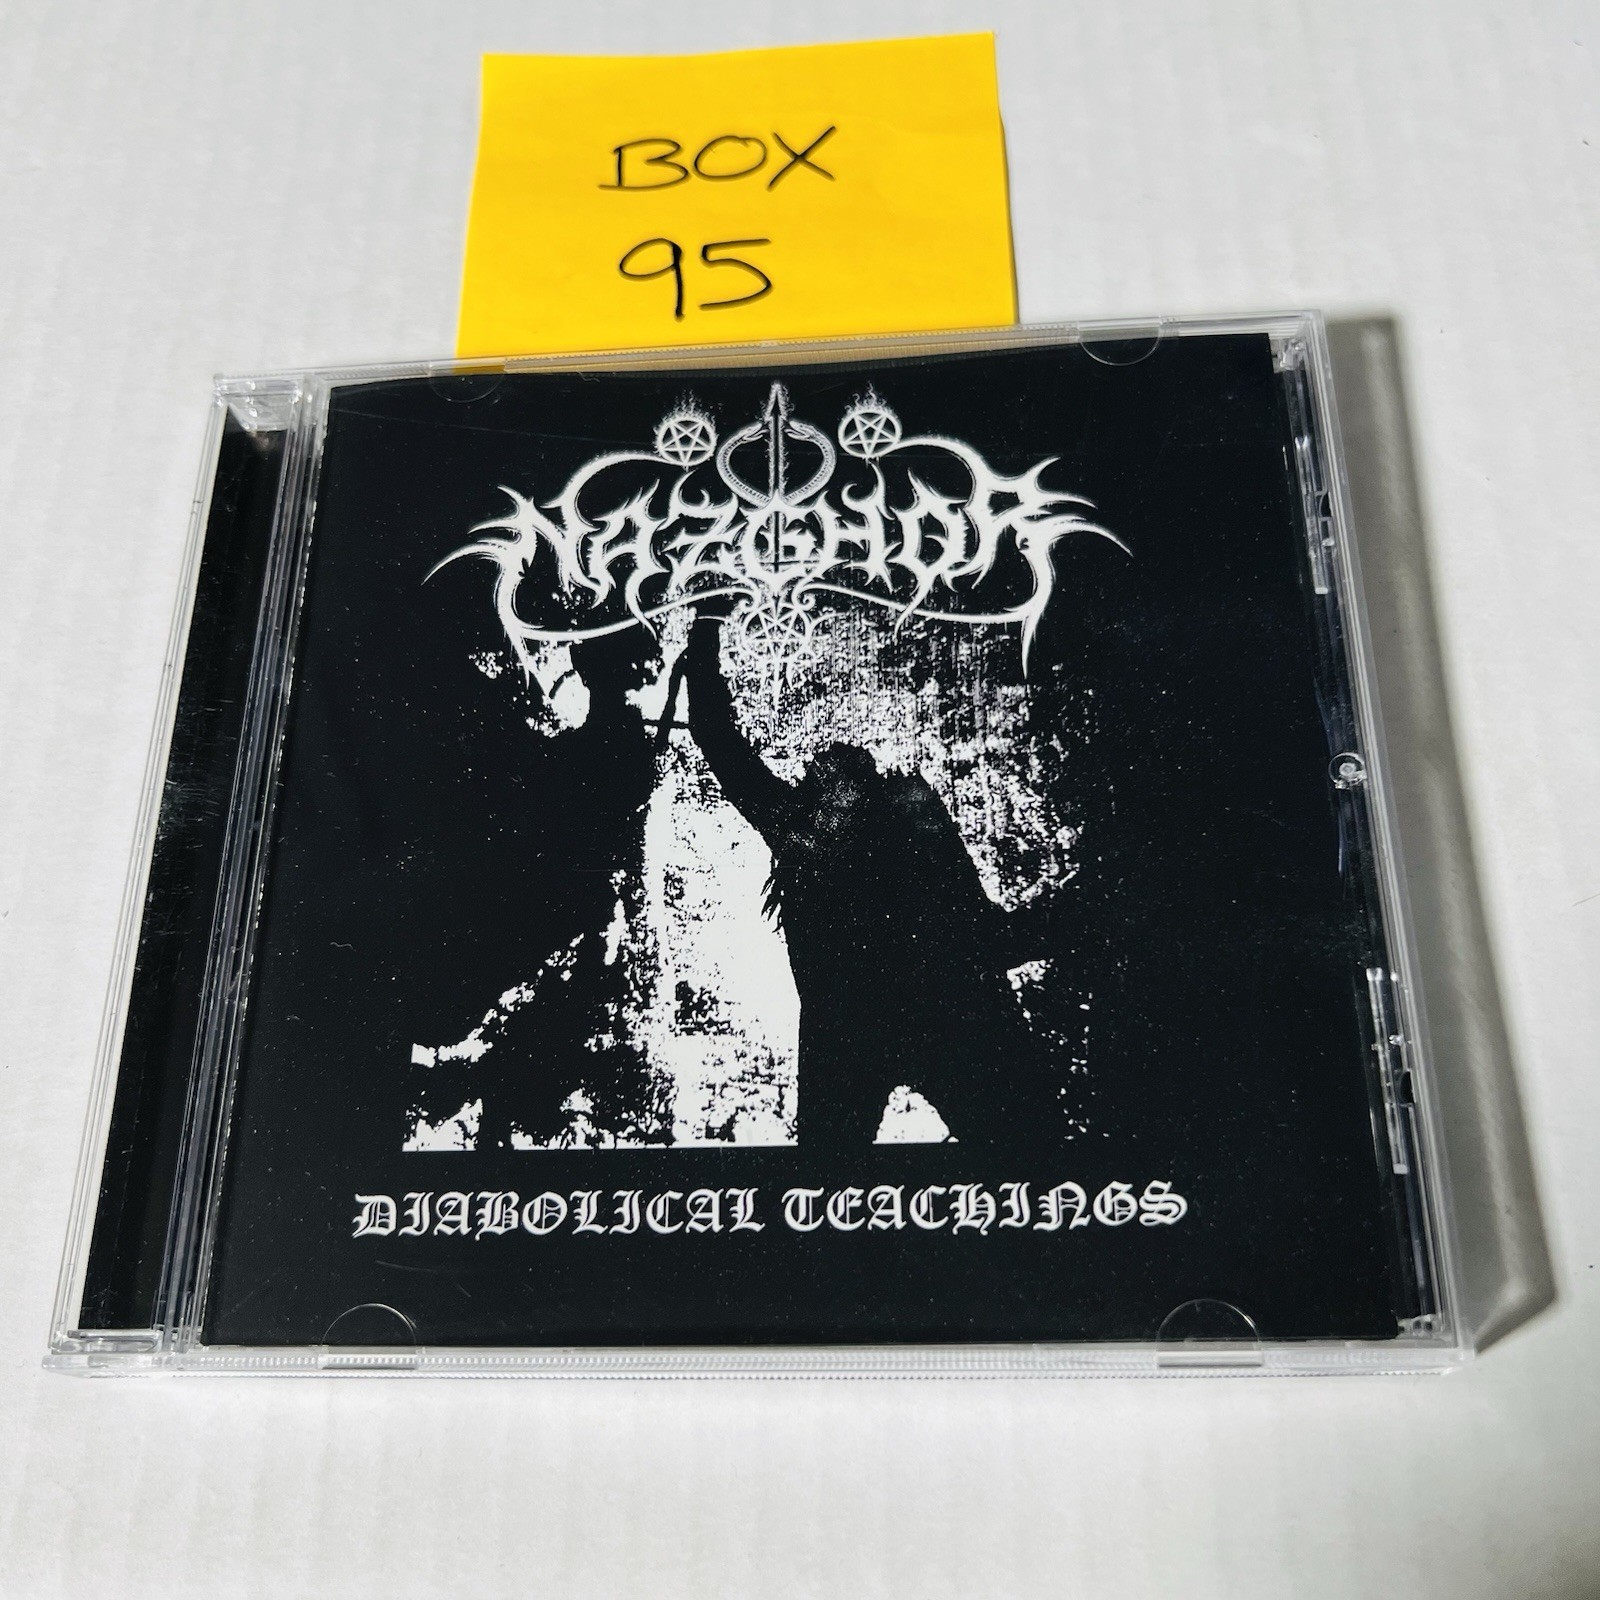 BOX
95
NAZGHOR
DIABOLICAL TEACHINGS